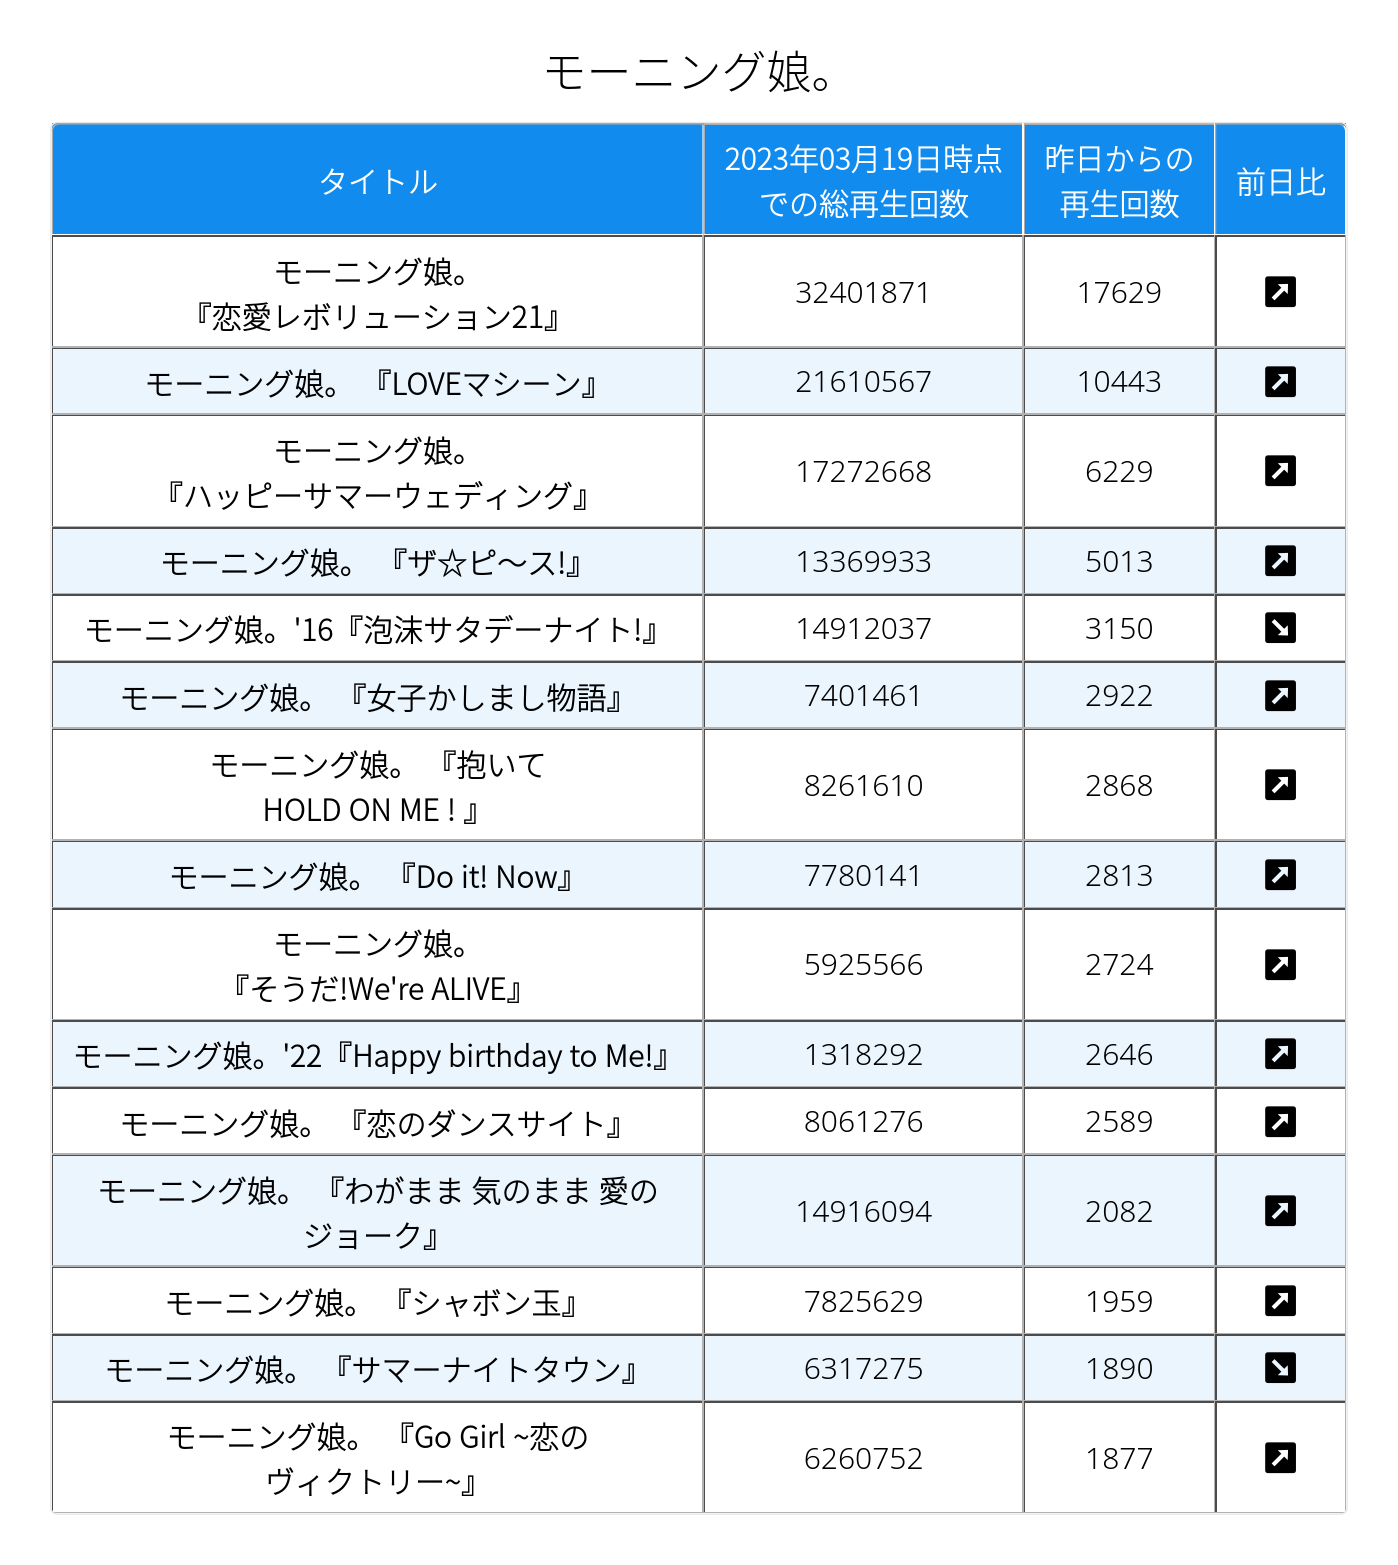 モーニング娘。
タイトル
2023年03月19日時点
での総再生回数
昨日からの
再生回数
前日比
モーニング娘。
『恋愛レボリューション21』
32401871
17629
モーニング娘。 『LOVEマシーン』
21610567
10443
モーニング娘。
『ハッピーサマーウェディング』
17272668
6229
モーニング娘。 『ザ☆ピ〜ス!』
13369933
5013
モーニング娘。'16『泡沫サタデーナイト!』
14912037
3150
モーニング娘。 『女子かしまし物語』
7401461
2922
モーニング娘。 『抱いて
HOLD ON ME ! 』
8261610
2868
モーニング娘。 『Do it! Now』
7780141
2813
モーニング娘。
『そうだ!We're ALIVE』
5925566
2724
モーニング娘。'22『Happy birthday to Me!』
1318292
2646
モーニング娘。 『恋のダンスサイト』
8061276
2589
モーニング娘。 『わがまま 気のまま 愛の
ジョーク』
14916094
2082
モーニング娘。 『シャボン玉』
7825629
1959
モーニング娘。 『サマーナイトタウン』
6317275
1890
モーニング娘。 『Go Girl ~恋の
ヴィクトリー~』
6260752
1877